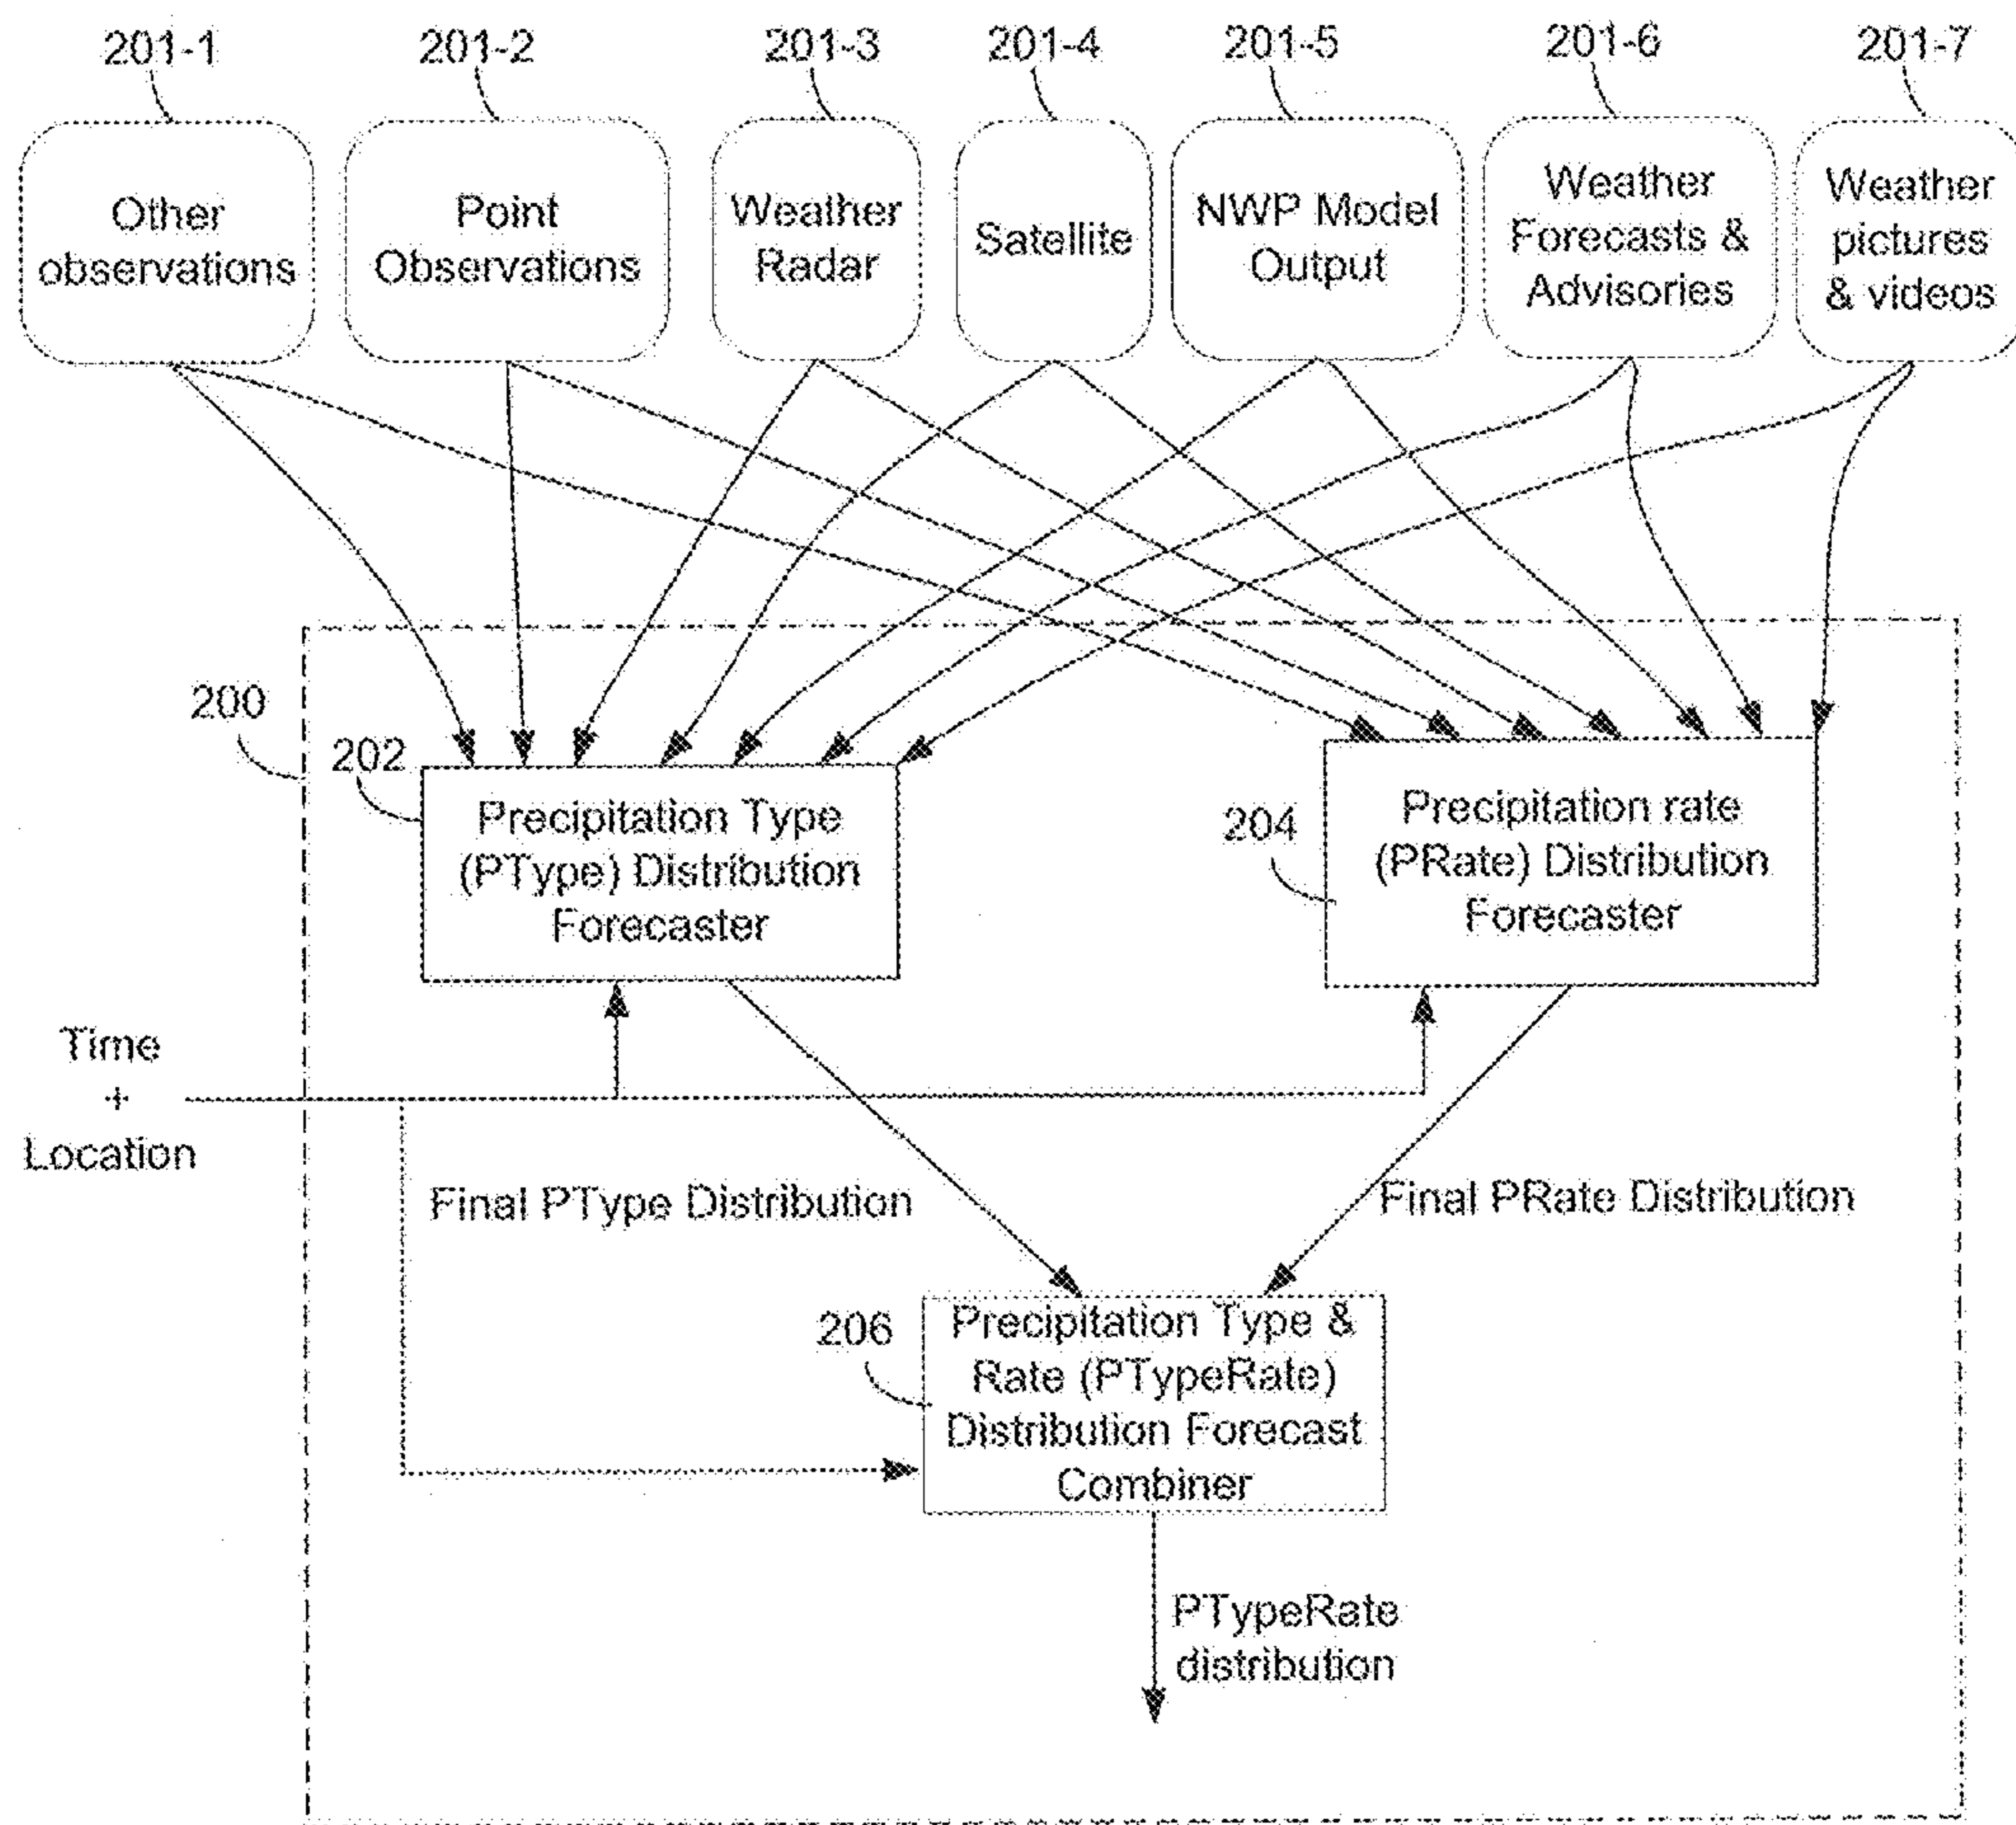 201-1
201-2
201-3
201-4
201-5
201-6
201-7
Other
observations
Point
Observations
Weather
Radar
Satellite
NWP Model
Output
Weather
Forecasts &
Advisories
Weather
pictures
& videos
200
202
Precipitation Type
(PType) Distribution
Forecaster
204
Precipitation rate
(PRate) Distribution
Forecaster
Time
+
Location
Final PType Distribution
Final PRate Distribution
206
Precipitation Type &
Rate (PTypeRate)
Distribution Forecast
Combiner
PTypeRate
distribution